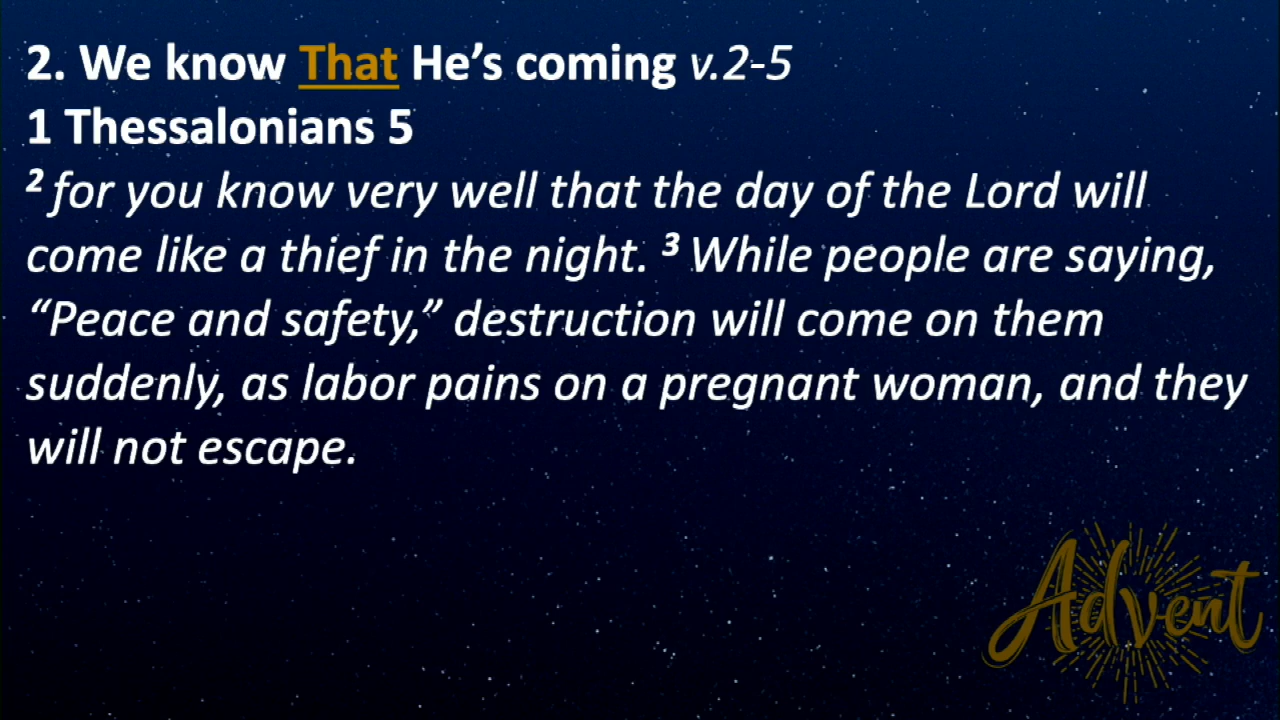 2. We know That He’s coming v.2-5
1 Thessalonians 5
² for you know very well that the day of the Lord will
come like a thief in the night. ³ While people are saying,
“Peace and safety,” destruction will come on them
suddenly, as labor pains on a pregnant woman, and they
will not escape.
Advent